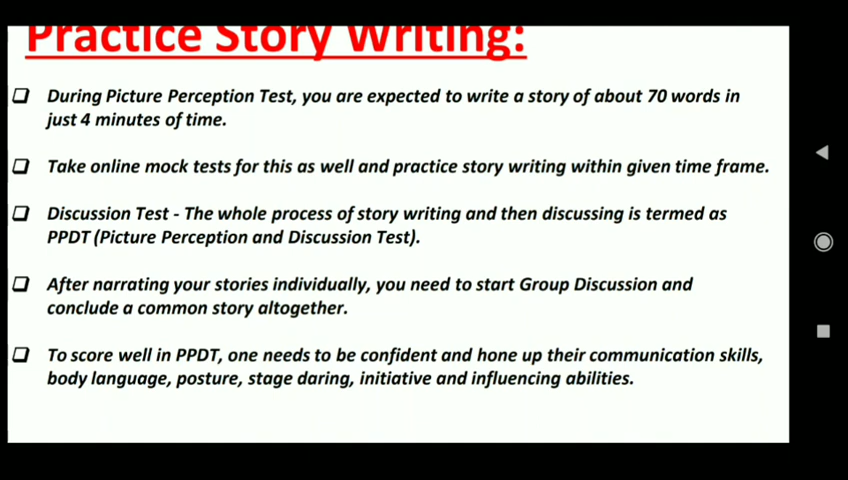 Practice Story Writing:
During Picture Perception Test, you are expected to write a story of about 70 words in
just 4 minutes of time.
Take online mock tests for this as well and practice story writing within given time frame.
Discussion Test - The whole process of story writing and then discussing is termed as
PPDT (Picture Perception and Discussion Test).
After narrating your stories individually, you need to start Group Discussion and
conclude a common story altogether.
To score well in PPDT, one needs to be confident and hone up their communication skills,
body language, posture, stage daring, initiative and influencing abilities.